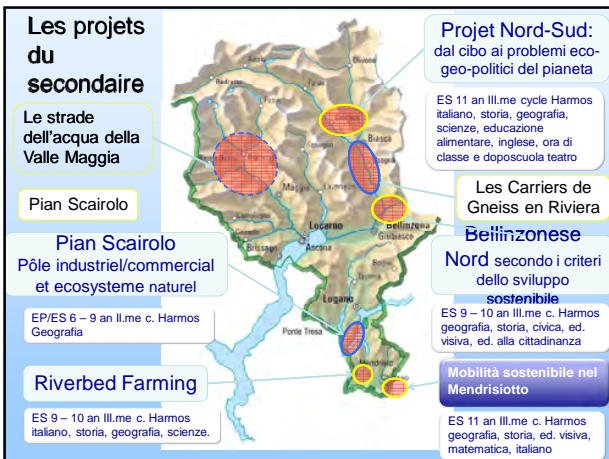 Les projets
du
secondaire
Le strade
dell'acqua della
Valle Maggia
Pian Scairolo
Pian Scairolo
Pôle industriel/commercial
et ecosysteme naturel
EP/ES 6 – 9 an II.me c. Harmos
Geografia
Riverbed Farming
ES 9 – 10 an III.me c. Harmos
italiano, storia, geografia, scienze.
Projet Nord-Sud:
dal cibo ai problemi eco-
geo-politici del pianeta
ES 11 an III.me cycle Harmos
italiano, storia, geografia,
scienze, educazione
alimentare, inglese, ora di
classe e doposcuola teatro
Les Carriers de
Gneiss en Riviera
Bellinzonese
Nord secondo i criteri
dello sviluppo
sostenibile
ES 9 – 10 an III.me c. Harmos
geografia, storia, civica, ed.
visiva, ed. alla cittadinanza
Mobilità sostenibile nel
Mendrisiotto
ES 11 an III.me c. Harmos
geografia, storia, ed. visiva,
matematica, italiano
Biasca
Maggia
Locarno
Ascona
Brissago
Bellinzona
Giubiasco
Lugano
Ponte Tresa
Mendrisio